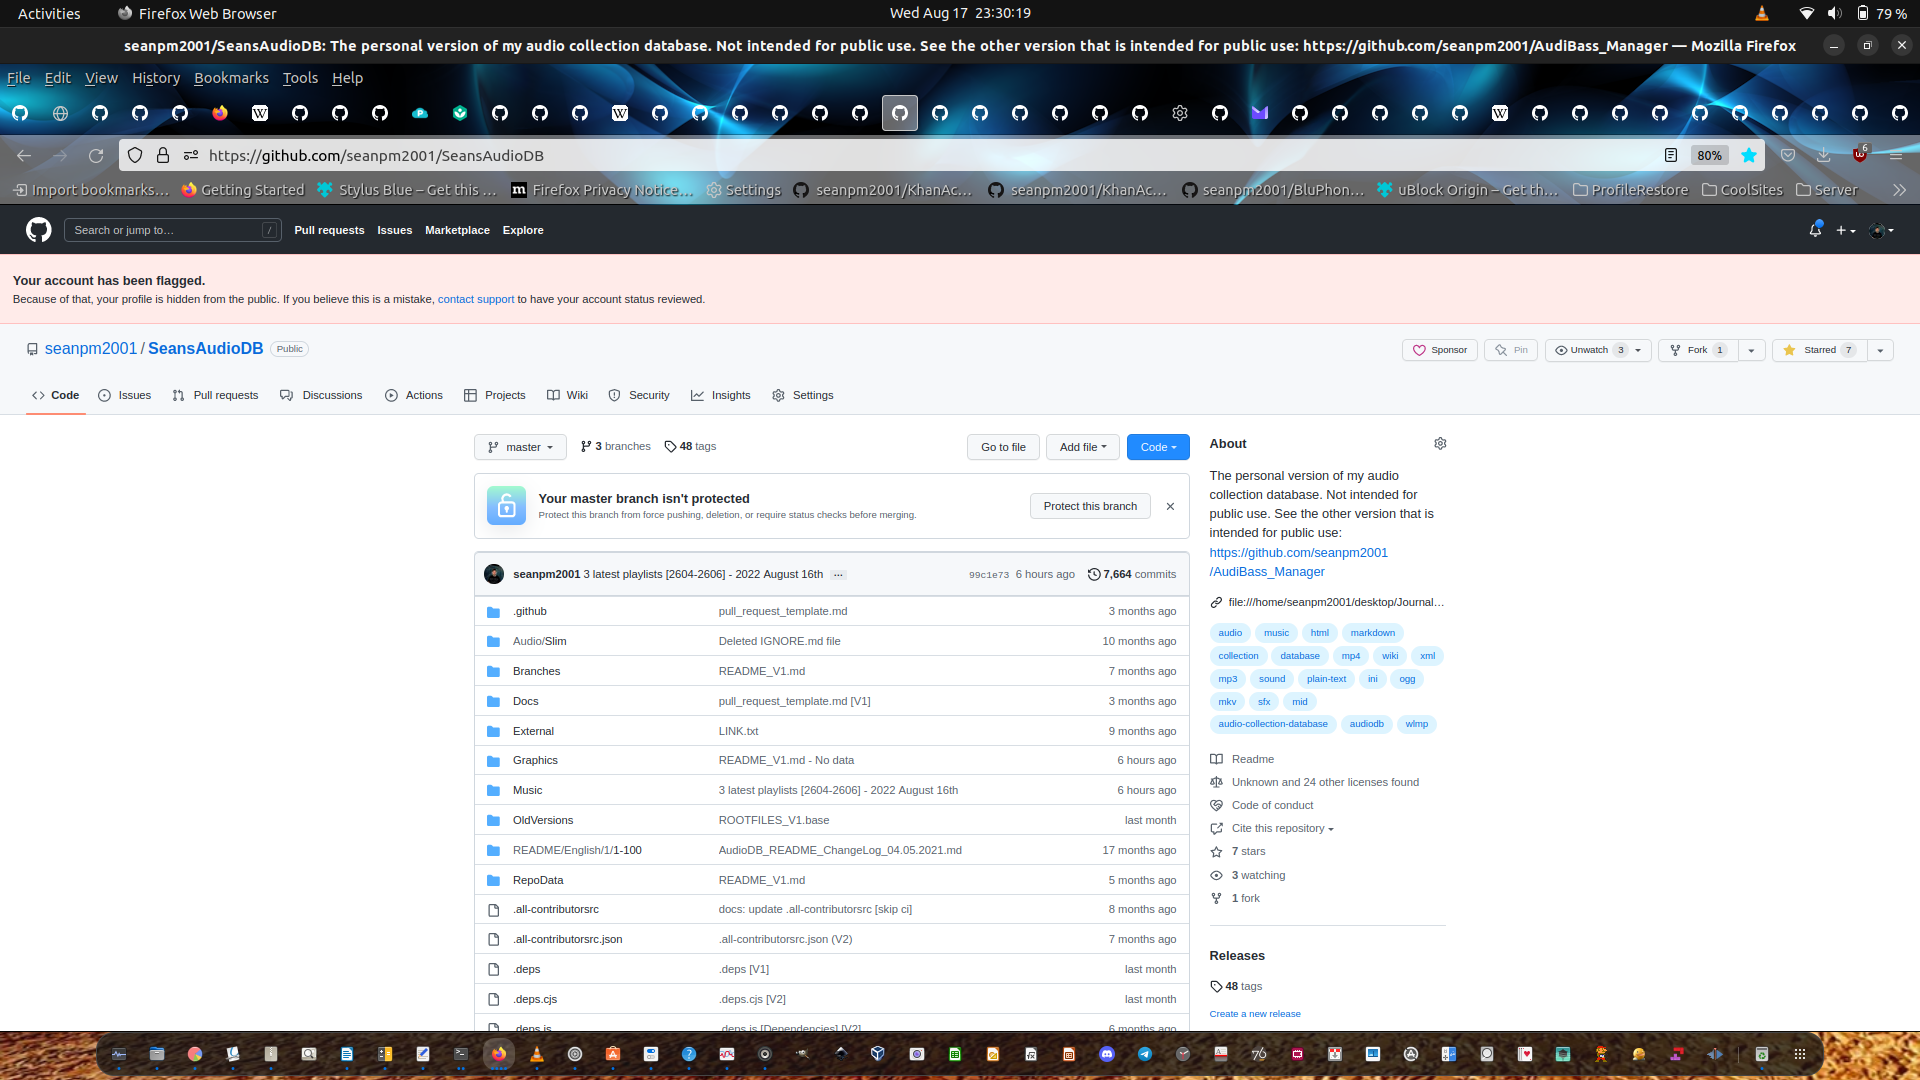 Activities
Firefox Web Browser
Wed Aug 17 23:30:19
79 %
seanpm2001/SeansAudioDB: The personal version of my audio collection database. Not intended for public use. See the other version that is intended for public use: https://github.com/seanpm2001/AudiBass_Manager — Mozilla Firefox
File Edit View History Bookmarks Tools Help
https://github.com/seanpm2001/SeansAudioDB
80%
6
Import bookmarks…
Getting Started
Stylus Blue – Get this …
Firefox Privacy Notice…
Settings
seanpm2001/KhanAc…
seanpm2001/KhanAc…
seanpm2001/BluPhon…
uBlock Origin – Get th…
ProfileRestore
CoolSites
Server
Search or jump to…
/
Pull requests
Issues
Marketplace
Explore
Your account has been flagged.
Because of that, your profile is hidden from the public. If you believe this is a mistake, contact support to have your account status reviewed.
seanpm2001 / SeansAudioDB
Public
Sponsor
Pin
Unwatch 3
Fork 1
Starred 7
Code
Issues
Pull requests
Discussions
Actions
Projects
Wiki
Security
Insights
Settings
master
3 branches
48 tags
Go to file
Add file
Code
Your master branch isn't protected
Protect this branch from force pushing, deletion, or require status checks before merging.
Protect this branch
seanpm2001 3 latest playlists [2604-2606] - 2022 August 16th …
99c1e73 6 hours ago
7,664 commits
.github pull_request_template.md 3 months ago
Audio/Slim Deleted IGNORE.md file 10 months ago
Branches README_V1.md 7 months ago
Docs pull_request_template.md [V1] 3 months ago
External LINK.txt 9 months ago
Graphics README_V1.md - No data 6 hours ago
Music 3 latest playlists [2604-2606] - 2022 August 16th 6 hours ago
OldVersions ROOTFILES_V1.base last month
README/English/1/1-100 AudioDB_README_ChangeLog_04.05.2021.md 17 months ago
RepoData README_V1.md 5 months ago
.all-contributorsrc docs: update .all-contributorsrc [skip ci] 8 months ago
.all-contributorsrc.json .all-contributorsrc.json (V2) 7 months ago
.deps .deps [V1] last month
.deps.cjs .deps.cjs [V2] last month
.deps.js .deps.js [Dependencies] [V2] 6 months ago
About
The personal version of my audio
collection database. Not intended for
public use. See the other version that is
intended for public use:
https://github.com/seanpm2001
/AudiBass_Manager
file:///home/seanpm2001/desktop/Journal…
audio music html markdown
collection database mp4 wiki xml
mp3 sound plain-text ini ogg
mkv sfx mid
audio-collection-database audiodb wlmp
Readme
Unknown and 24 other licenses found
Code of conduct
Cite this repository
7 stars
3 watching
1 fork
Releases
48 tags
Create a new release